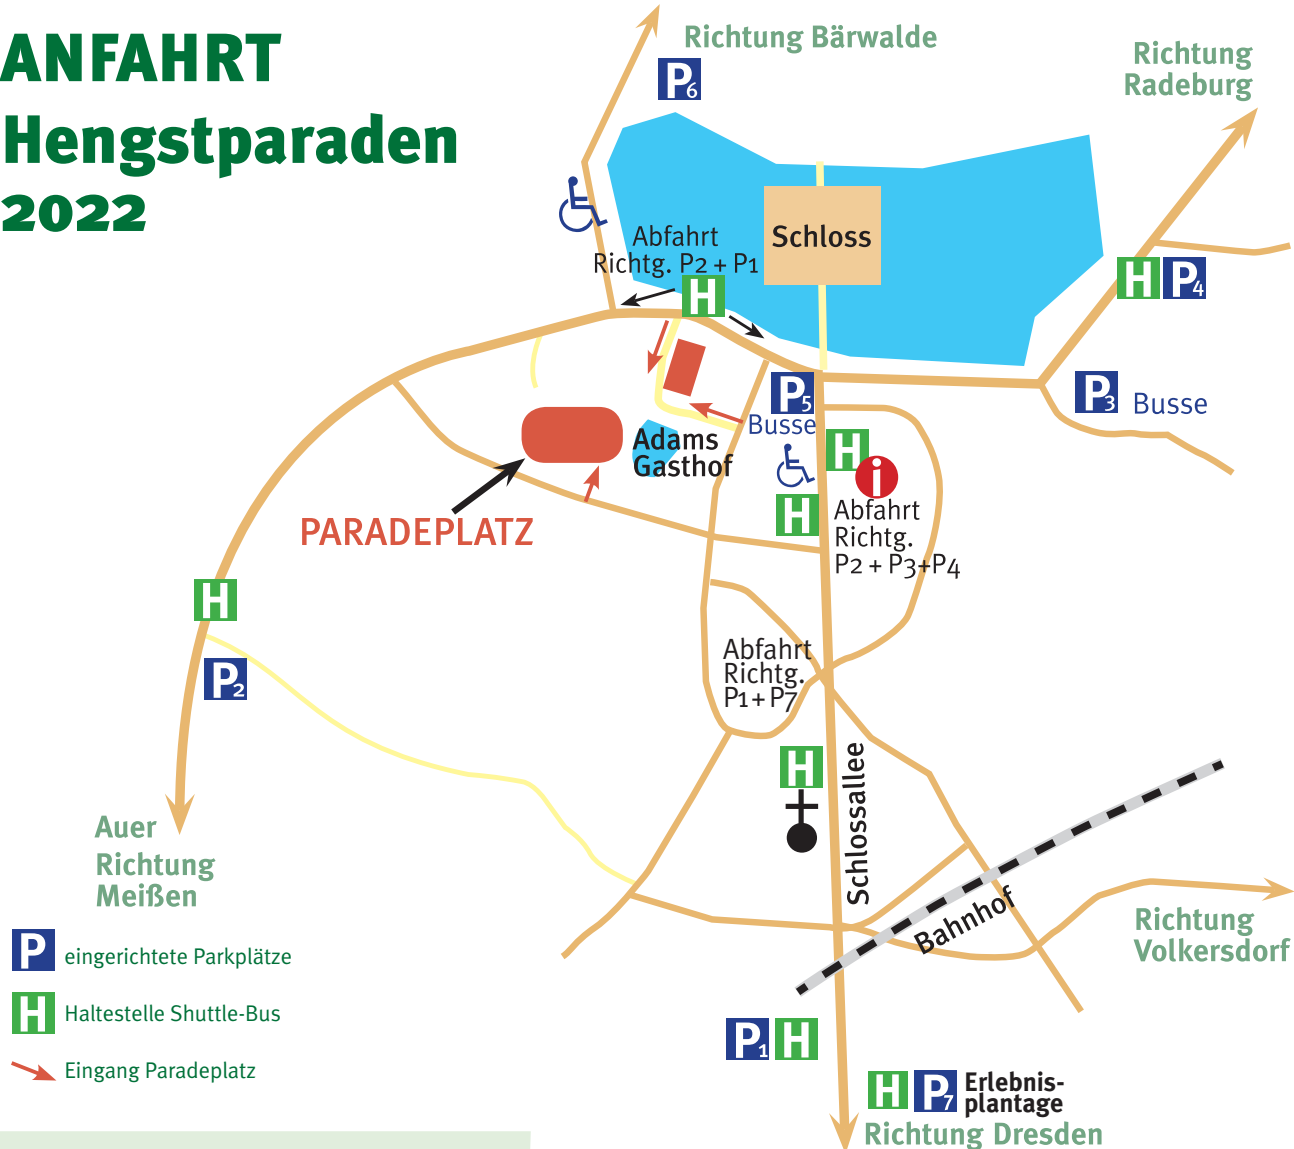 ANFAHRT
Hengstparaden
2022
Richtung Bärwalde
P6
Richtung
Radeburg
Abfahrt
Richtg. P2 + P1
H
Schloss
H P4
P3 Busse
P5
Busse
Adams
Gasthof
H
i
H
Abfahrt
Richtg.
P2 + P3+P4
PARADEPLATZ
H
P2
Abfahrt
Richtg.
P1+P7
H
Schlossallee
Bahnhof
Auer
Richtung
Meißen
Richtung
Volkersdorf
P eingerichtete Parkplätze
H Haltestelle Shuttle-Bus
Eingang Paradeplatz
P1 H
H P7 Erlebnis-
plantage
Richtung Dresden